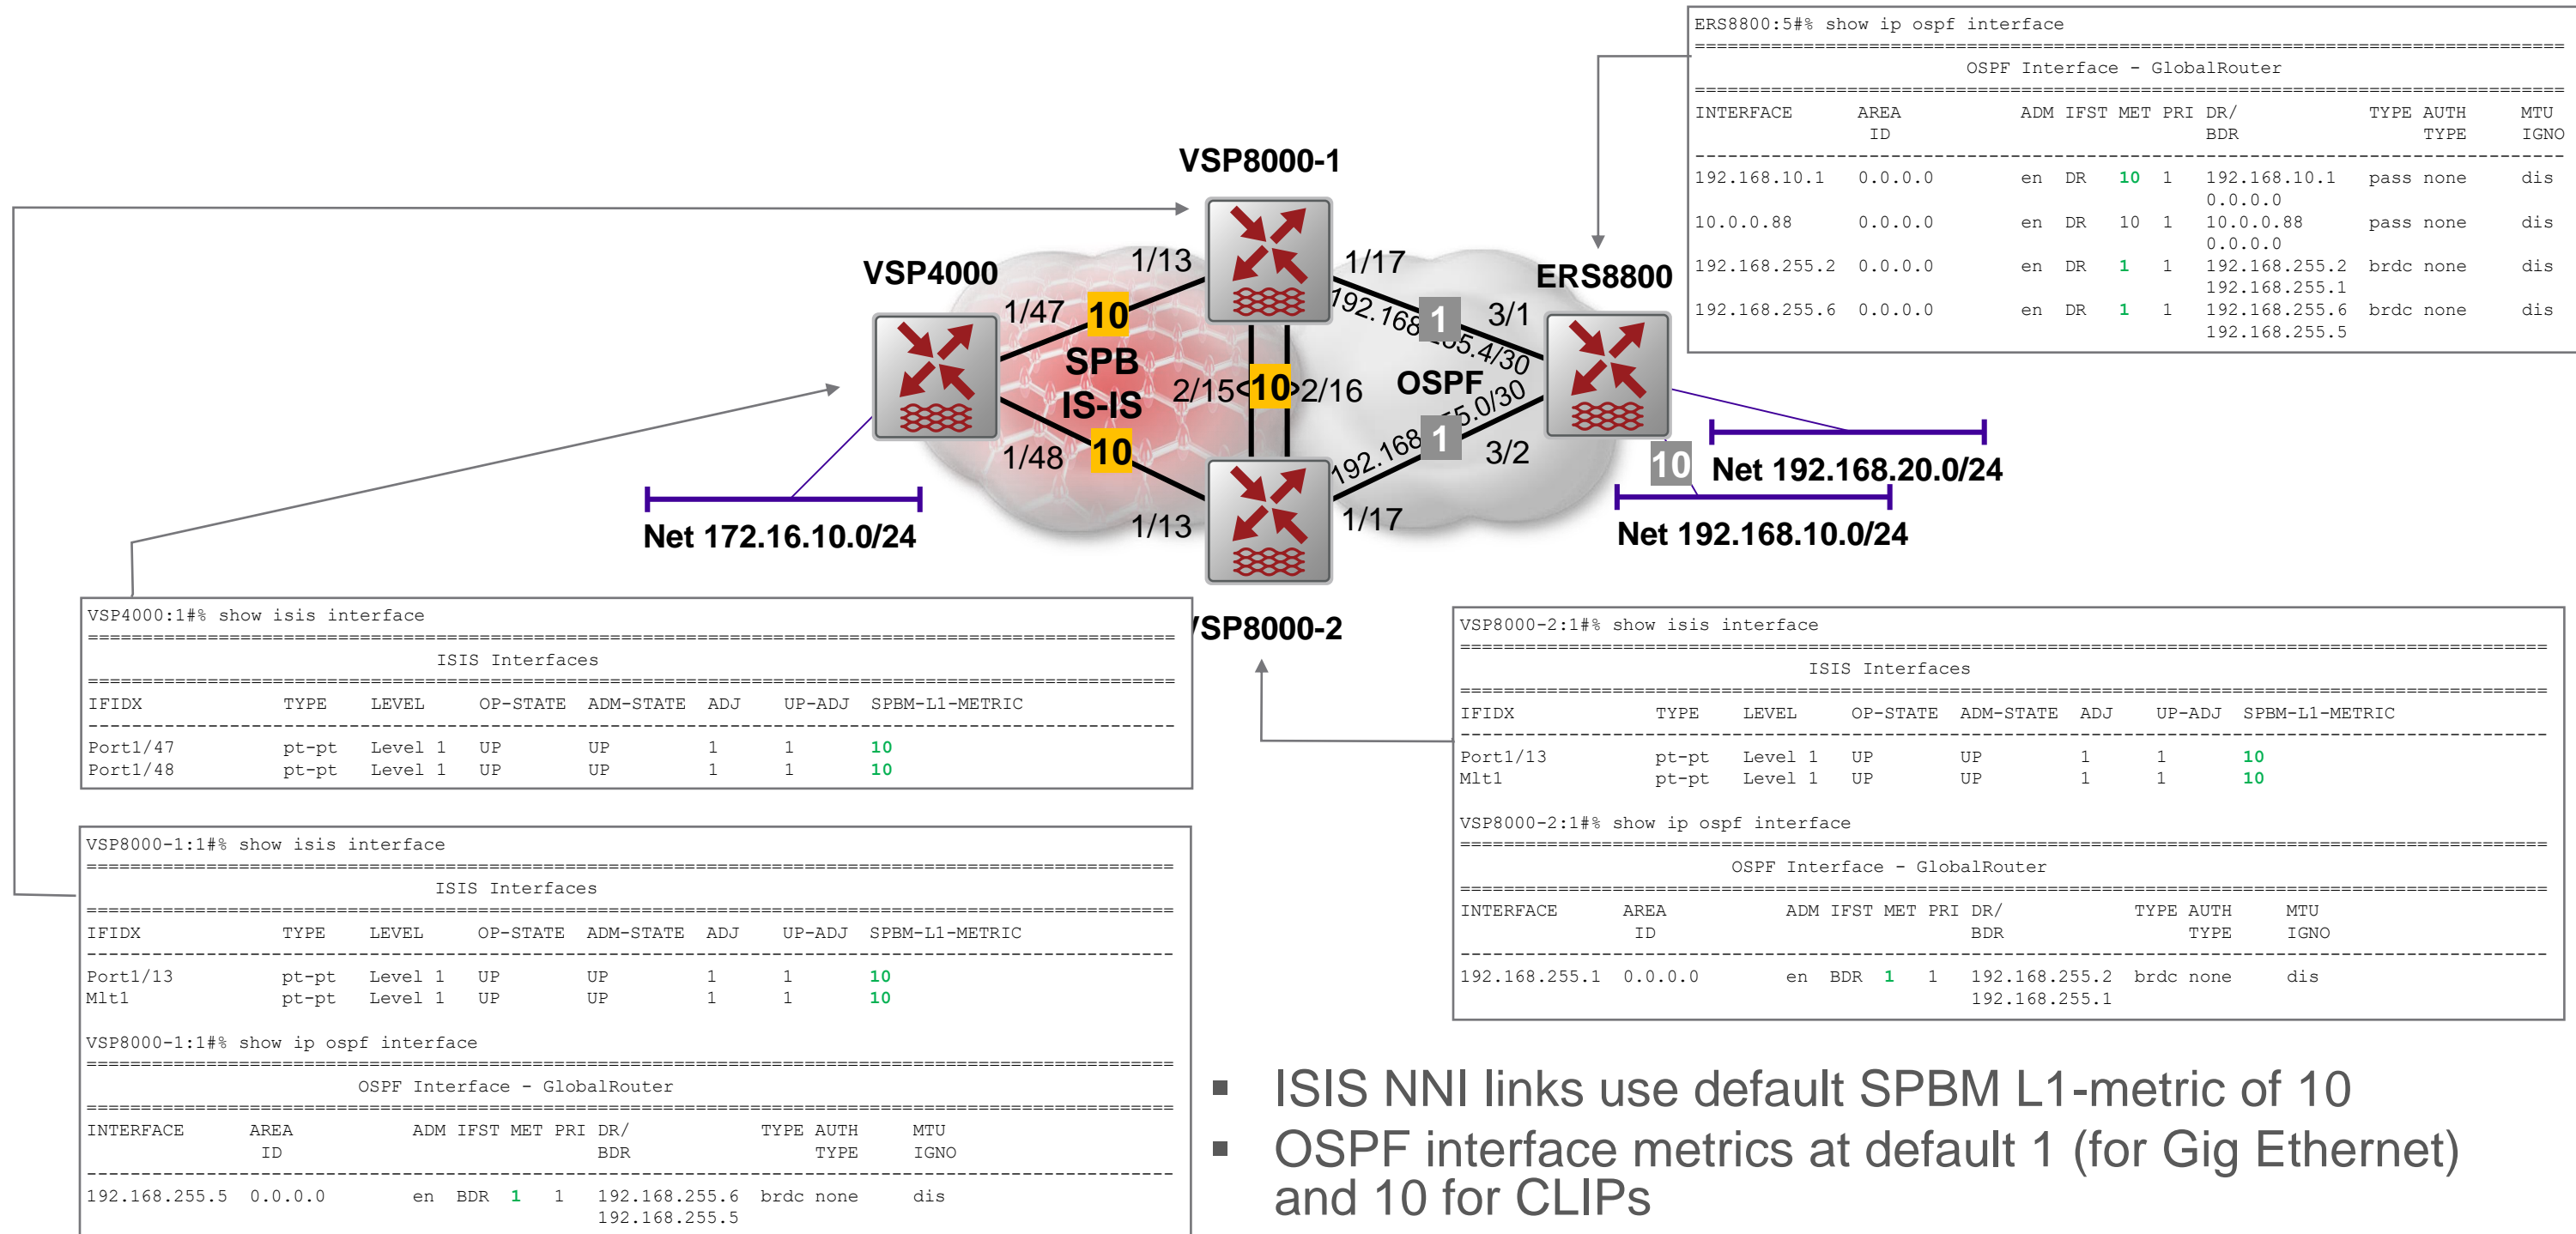 ERS8800:5#% show ip ospf interface
================================================================================
OSPF Interface - GlobalRouter
================================================================================
INTERFACE AREA ADM IFST MET PRI DR/ TYPE AUTH MTU
ID BDR TYPE IGNO
--------------------------------------------------------------------------------
192.168.10.1 0.0.0.0 en DR 10 1 192.168.10.1 pass none dis
0.0.0.0
10.0.0.88 0.0.0.0 en DR 10 1 10.0.0.88 pass none dis
0.0.0.0
192.168.255.2 0.0.0.0 en DR 1 1 192.168.255.2 brdc none dis
192.168.255.1
192.168.255.6 0.0.0.0 en DR 1 1 192.168.255.6 brdc none dis
192.168.255.5
VSP8000-1
VSP4000
1/13
1/17
ERS8800
1/47
10
192.168
1
55.4/30
3/1
SPB
IS-IS
2/15
10
2/16
OSPF
1/48
10
192.168
1
5.0/30
3/2
10
Net 192.168.20.0/24
1/13
1/17
Net 172.16.10.0/24
Net 192.168.10.0/24
SP8000-2
VSP4000:1#% show isis interface
================================================================================
ISIS Interfaces
================================================================================
IFIDX TYPE LEVEL OP-STATE ADM-STATE ADJ UP-ADJ SPBM-L1-METRIC
--------------------------------------------------------------------------------
Port1/47 pt-pt Level 1 UP UP 1 1 10
Port1/48 pt-pt Level 1 UP UP 1 1 10
VSP8000-1:1#% show isis interface
================================================================================
ISIS Interfaces
================================================================================
IFIDX TYPE LEVEL OP-STATE ADM-STATE ADJ UP-ADJ SPBM-L1-METRIC
--------------------------------------------------------------------------------
Port1/13 pt-pt Level 1 UP UP 1 1 10
Mlt1 pt-pt Level 1 UP UP 1 1 10
VSP8000-1:1#% show ip ospf interface
================================================================================
OSPF Interface - GlobalRouter
================================================================================
INTERFACE AREA ADM IFST MET PRI DR/ TYPE AUTH MTU
ID BDR TYPE IGNO
--------------------------------------------------------------------------------
192.168.255.5 0.0.0.0 en BDR 1 1 192.168.255.6 brdc none dis
192.168.255.5
VSP8000-2:1#% show isis interface
================================================================================
ISIS Interfaces
================================================================================
IFIDX TYPE LEVEL OP-STATE ADM-STATE ADJ UP-ADJ SPBM-L1-METRIC
--------------------------------------------------------------------------------
Port1/13 pt-pt Level 1 UP UP 1 1 10
Mlt1 pt-pt Level 1 UP UP 1 1 10
VSP8000-2:1#% show ip ospf interface
================================================================================
OSPF Interface - GlobalRouter
================================================================================
INTERFACE AREA ADM IFST MET PRI DR/ TYPE AUTH MTU
ID BDR TYPE IGNO
--------------------------------------------------------------------------------
192.168.255.1 0.0.0.0 en BDR 1 1 192.168.255.2 brdc none dis
192.168.255.1
▪ ISIS NNI links use default SPBM L1-metric of 10
▪ OSPF interface metrics at default 1 (for Gig Ethernet)
and 10 for CLIPs